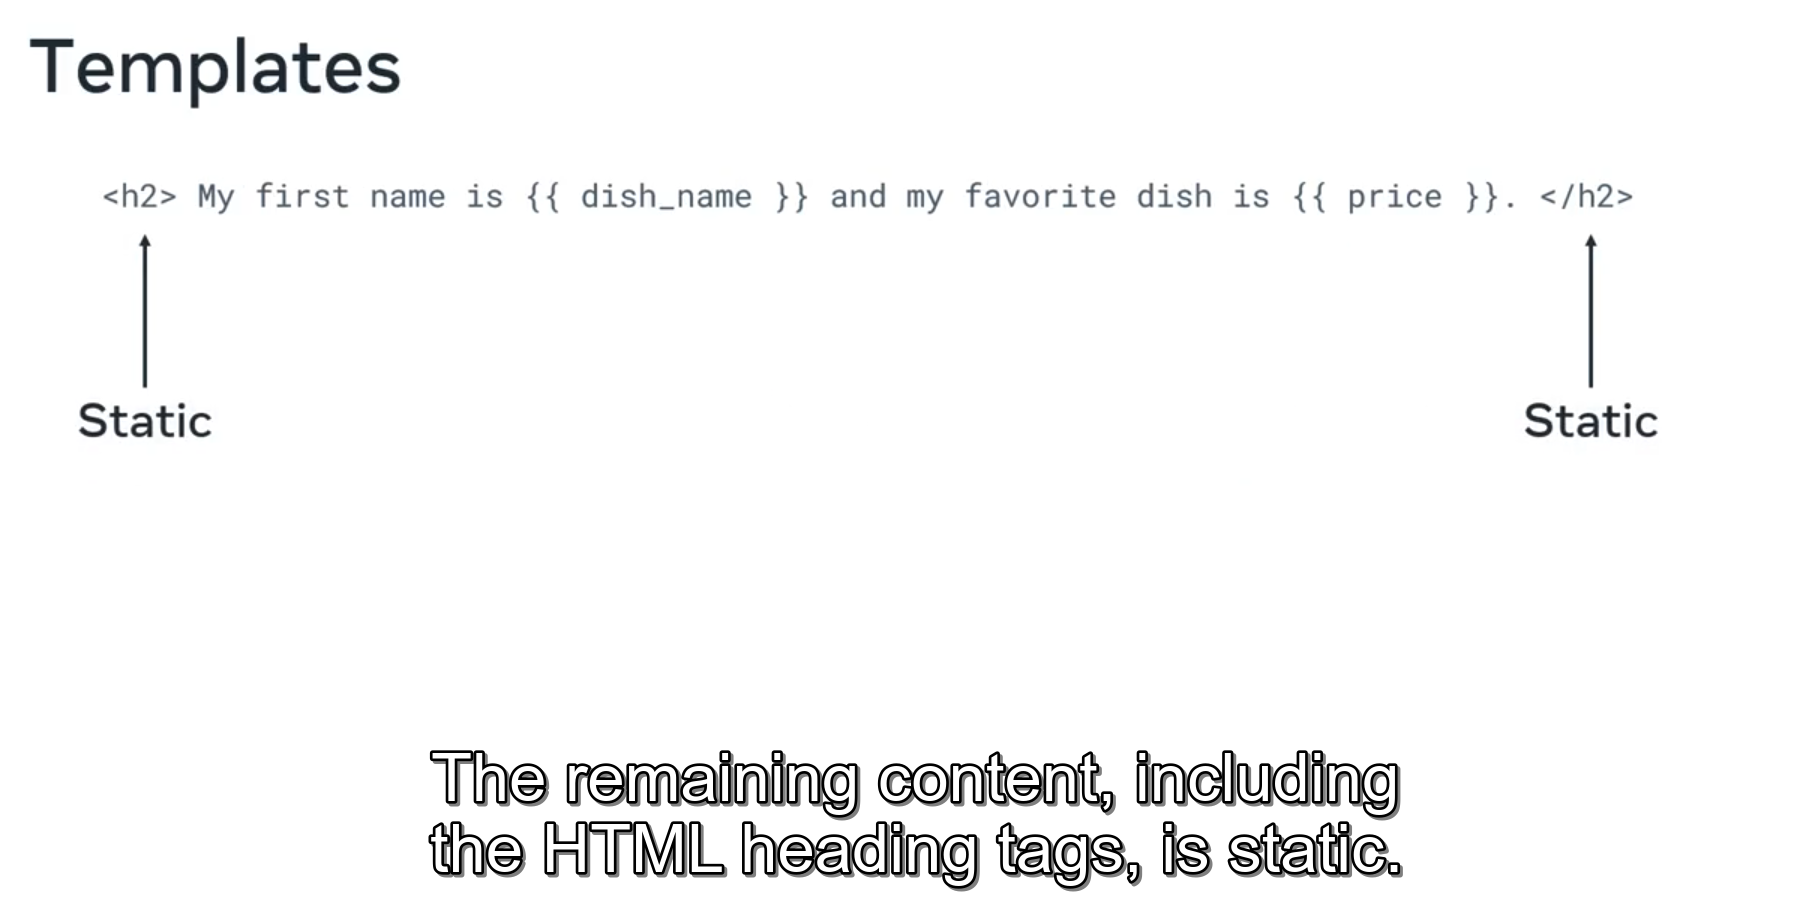 Templates
<h2> My first name is {{ dish_name }} and my favorite dish is {{ price }}. </h2>
Static
Static
The remaining content, including
the HTML heading tags, is static.